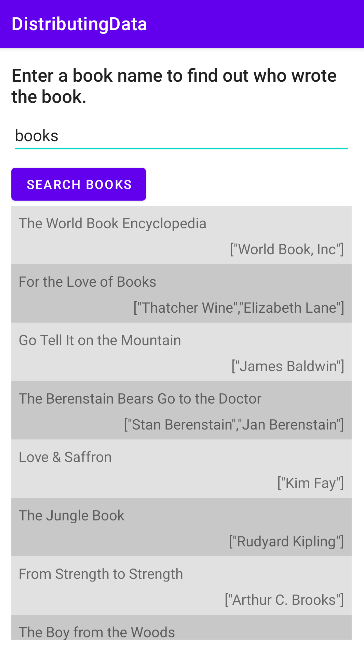 DistributingData
Enter a book name to find out who wrote
the book.
books
SEARCH BOOKS
The World Book Encyclopedia
["World Book, Inc"]
For the Love of Books
["Thatcher Wine","Elizabeth Lane"]
Go Tell It on the Mountain
["James Baldwin"]
The Berenstain Bears Go to the Doctor
["Stan Berenstain","Jan Berenstain"]
Love & Saffron
["Kim Fay"]
The Jungle Book
["Rudyard Kipling"]
From Strength to Strength
["Arthur C. Brooks"]
The Boy from the Woods